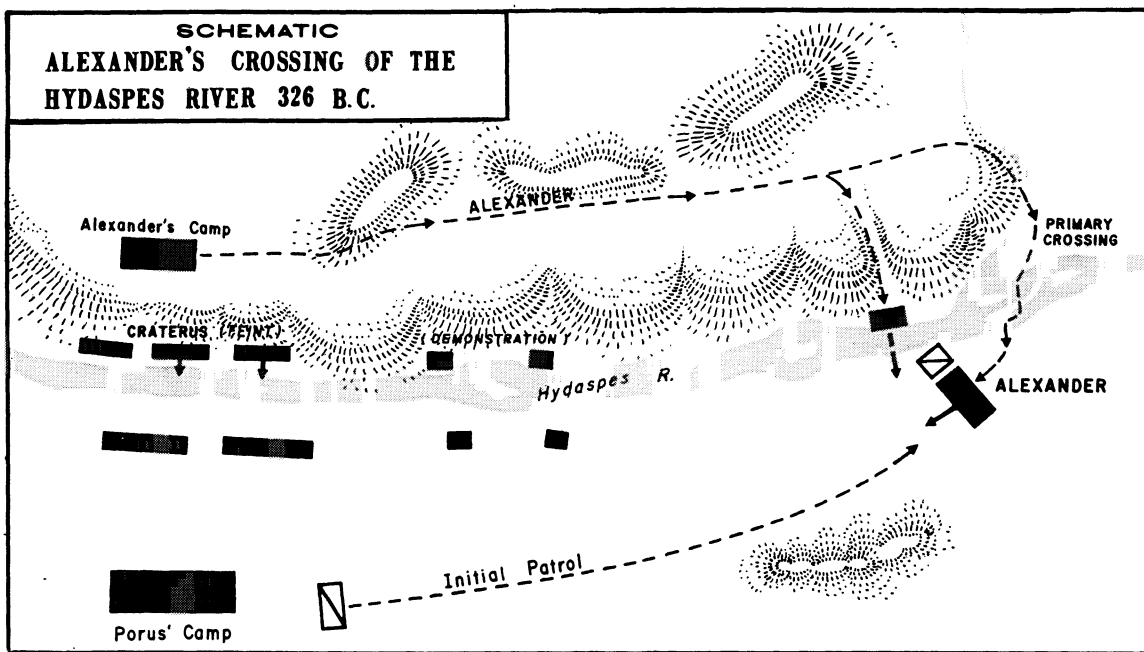 SCHEMATIC
ALEXANDER'S CROSSING OF THE
HYDASPES RIVER 326 B.C.
ALEXANDER
Alexander's Camp
PRIMARY
CROSSING
CRATERUS (FEINT)
(DEMONSTRATION)
Hydaspes R.
ALEXANDER
Initial Patrol
Porus' Camp